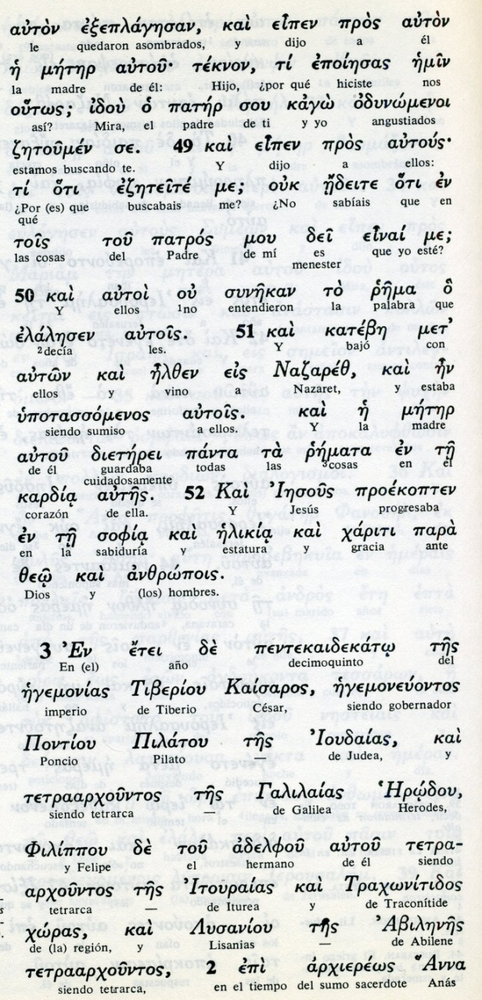 αὐτὸν ἐξεπλάγησαν, καὶ εἶπεν πρὸς αὐτὸν
le quedaron asombrados, y dijo a él
ἡ μήτηρ αὐτοῦ· τέκνον, τί ἐποίησας ἡμῖν
la madre de él: Hijo, ¿por qué hiciste nos
οὕτως; ἰδοὺ ὁ πατήρ σου κἀγὼ ὀδυνώμενοι
así? Mira, el padre de ti y yo angustiados
ζητοῦμέν σε. 49 καὶ εἶπεν πρὸς αὐτούς·
estamos buscando te. Y dijo a ellos:
τί ὅτι ἐζητεῖτέ με; οὐκ ᾔδειτε ὅτι ἐν
¿Por (es) que buscabais me? ¿No sabíais que en
qué
τοῖς τοῦ πατρός μου δεῖ εἶναί με;
las cosas del Padre de mí es que yo esté?
menester
50 καὶ αὐτοὶ οὐ συνῆκαν τὸ ῥῆμα ὃ
Y ellos 1no entendieron la palabra que
ἐλάλησεν αὐτοῖς. 51 καὶ κατέβη μετ'
2decía les. Y bajó con
αὐτῶν καὶ ἦλθεν εἰς Ναζαρέθ, καὶ ἦν
ellos y vino a Nazaret, y estaba
ὑποτασσόμενος αὐτοῖς. καὶ ἡ μήτηρ
siendo sumiso a ellos. Y la madre
αὐτοῦ διετήρει πάντα τὰ ῥήματα ἐν τῇ
de él guardaba todas las 3cosas en el
cuidadosamente
καρδίᾳ αὐτῆς. 52 Καὶ Ἰησοῦς προέκοπτεν
corazón de ella. Y Jesús progresaba
ἐν τῇ σοφίᾳ καὶ ἡλικίᾳ καὶ χάριτι παρὰ
en la sabiduría y estatura y gracia ante
θεῷ καὶ ἀνθρώποις.
Dios y (los) hombres.
3 Ἐν ἔτει δὲ πεντεκαιδεκάτῳ τῆς
En (el) año decimoquinto del
ἡγεμονίας Τιβερίου Καίσαρος, ἡγεμονεύοντος
imperio de Tiberio César, siendo gobernador
Ποντίου Πιλάτου τῆς Ἰουδαίας, καὶ
Poncio Pilato — de Judea, y
τετρααρχοῦντος τῆς Γαλιλαίας Ἡρώδου,
siendo tetrarca — de Galilea Herodes,
Φιλίππου δὲ τοῦ ἀδελφοῦ αὐτοῦ τετρα-
y Felipe el hermano de él siendo
αρχοῦντος τῆς Ἰτουραίας καὶ Τραχωνίτιδος
tetrarca — de Iturea y de Traconítide
χώρας, καὶ Λυσανίου τῆς Ἀβιληνῆς
de (la) región, y Lisanias — de Abilene
τετρααρχοῦντος, 2 ἐπὶ ἀρχιερέως Ἅννα
siendo tetrarca, en el tiempo del sumo sacerdote Anás